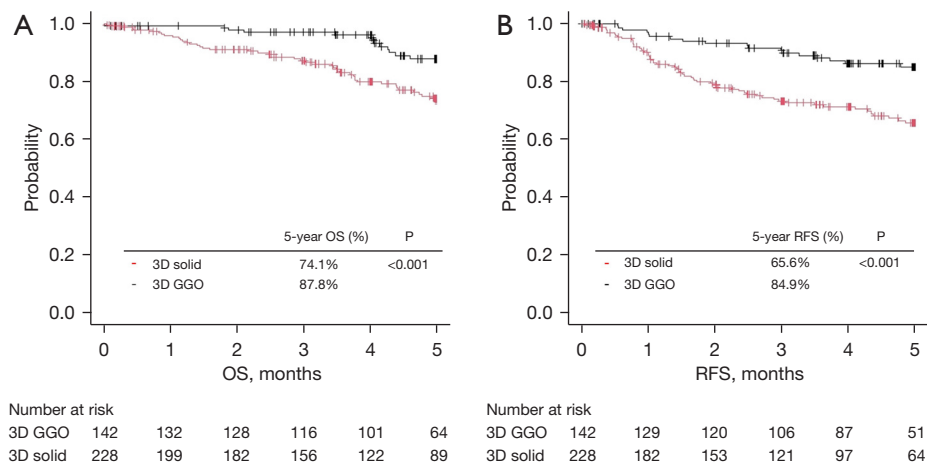 A
1.0
0.8
0.6
0.4
0.2
0.0
Probability
5-year OS (%) P
- 3D solid 74.1% <0.001
- 3D GGO 87.8%
0 1 2 3 4 5
OS, months
Number at risk
3D GGO 142 132 128 116 101 64
3D solid 228 199 182 156 122 89
B
1.0
0.8
0.6
0.4
0.2
0.0
Probability
5-year RFS (%) P
- 3D solid 65.6% <0.001
- 3D GGO 84.9%
0 1 2 3 4 5
RFS, months
Number at risk
3D GGO 142 129 120 106 87 51
3D solid 228 182 153 121 97 64